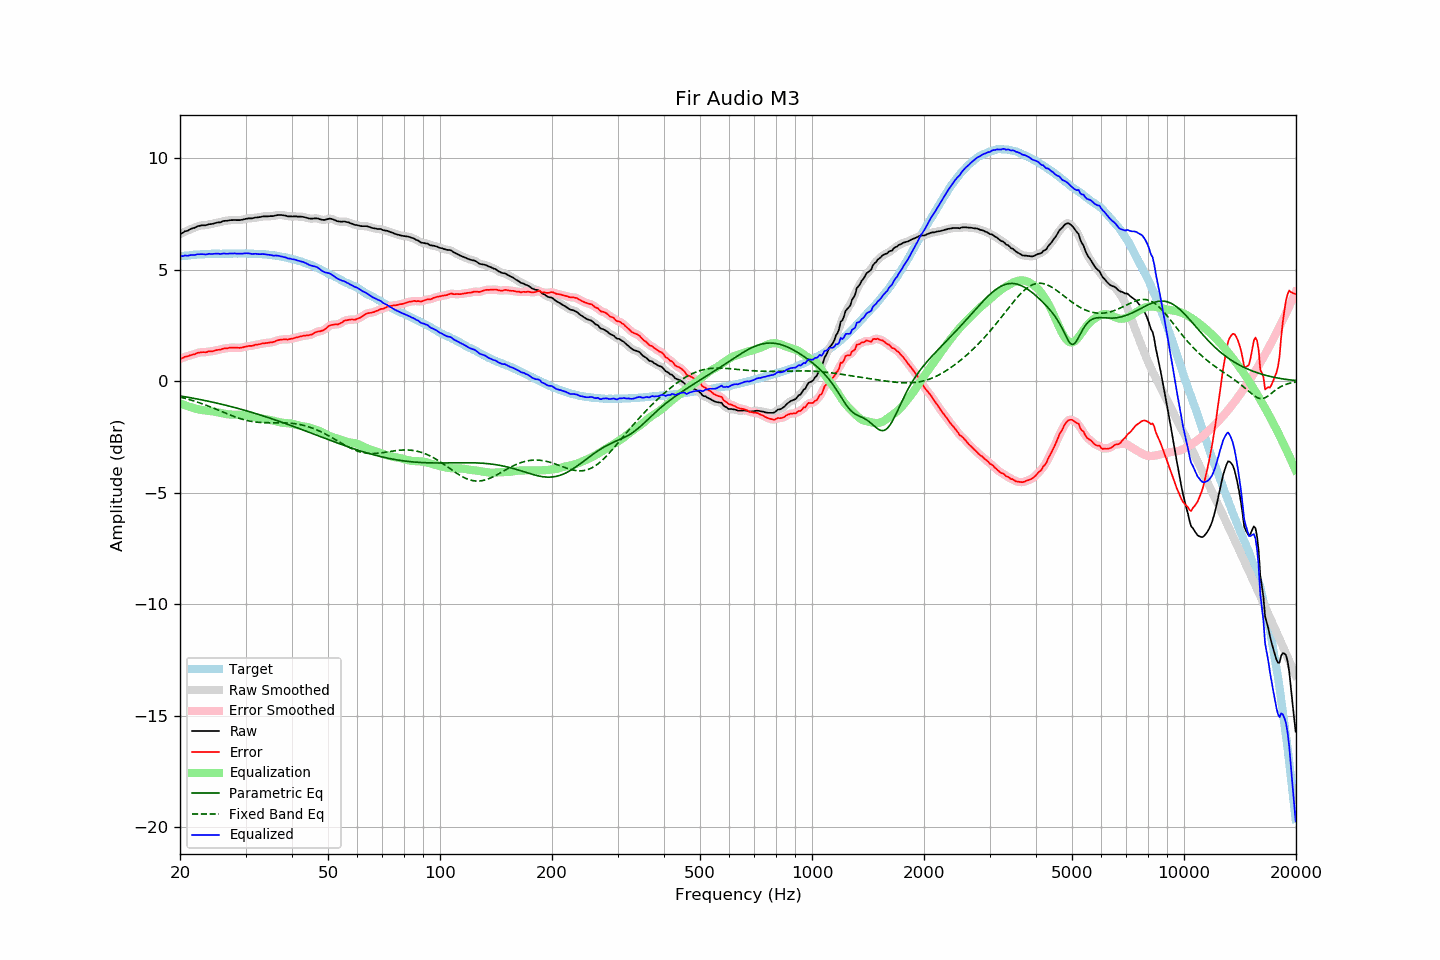 Fir Audio M3
10
5
0
−5
−10
−15
−20
Amplitude (dBr)
Target
Raw Smoothed
Error Smoothed
Raw
Error
Equalization
Parametric Eq
Fixed Band Eq
Equalized
20 50 100 200 500 1000 2000 5000 10000 20000
Frequency (Hz)